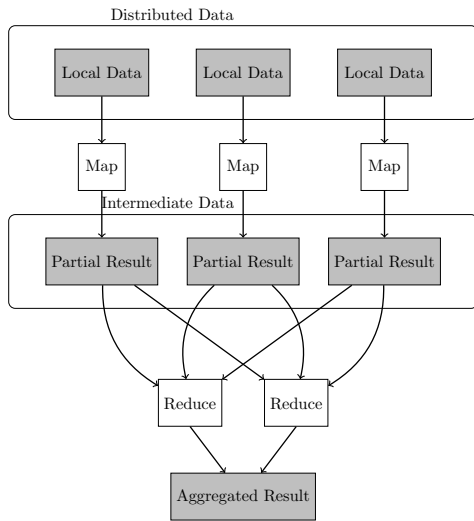 Distributed Data
Local Data Local Data Local Data
Map Map Map
Intermediate Data
Partial Result Partial Result Partial Result
Reduce Reduce
Aggregated Result